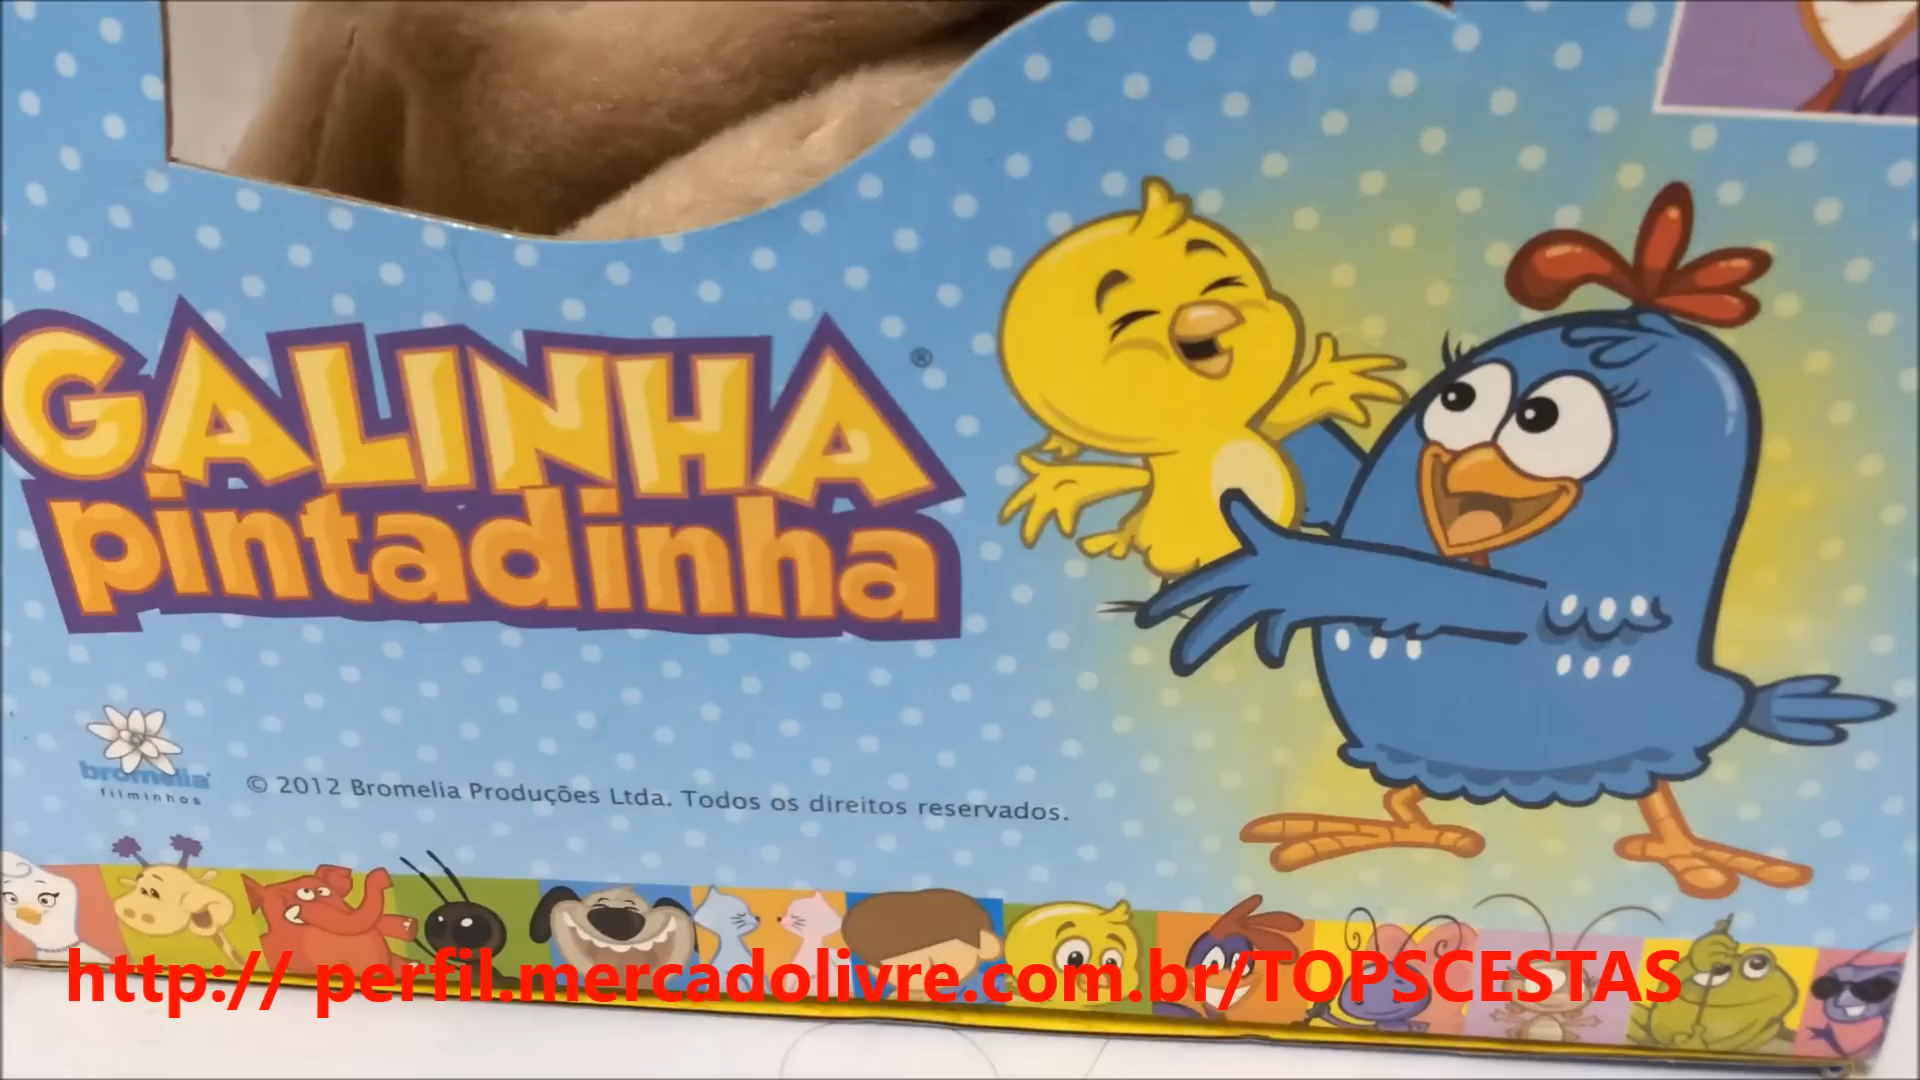 GALINHA ®
pintadinha
bromelia
filminhos
© 2012 Bromelia Produções Ltda. Todos os direitos reservados.
http:// perfil.mercadolivre.com.br/TOPSCESTAS